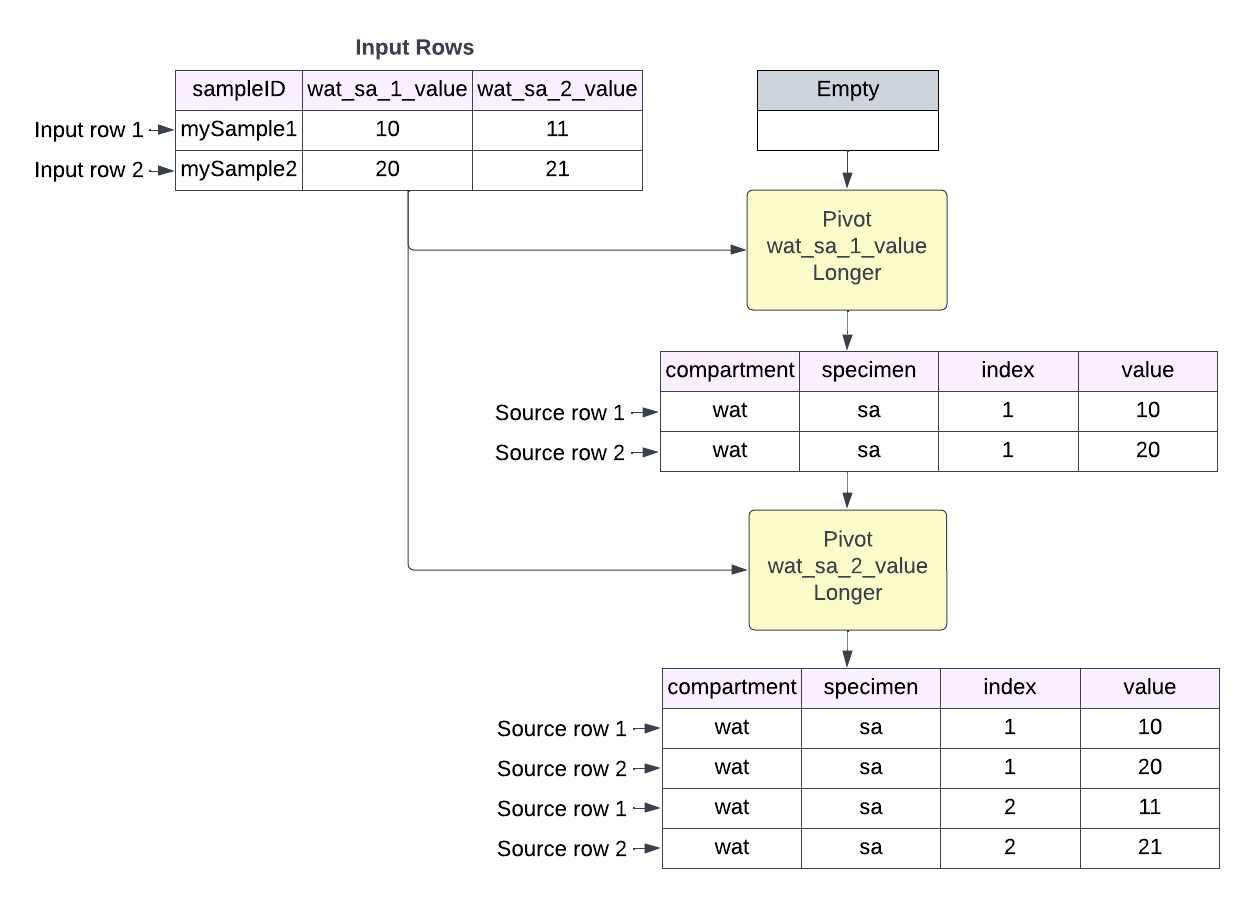 Input Rows
sampleID wat_sa_1_value wat_sa_2_value
Input row 1 mySample1 10 11
Input row 2 mySample2 20 21
Empty
Pivot
wat_sa_1_value
Longer
compartment specimen index value
Source row 1 wat sa 1 10
Source row 2 wat sa 1 20
Pivot
wat_sa_2_value
Longer
compartment specimen index value
Source row 1 wat sa 1 10
Source row 2 wat sa 1 20
Source row 1 wat sa 2 11
Source row 2 wat sa 2 21